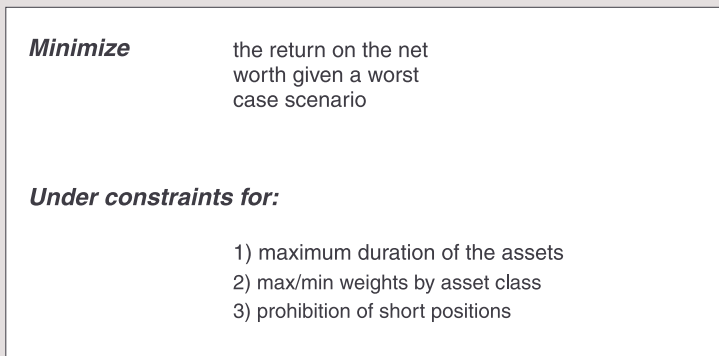 Minimize
the return on the net
worth given a worst
case scenario
Under constraints for:
1) maximum duration of the assets
2) max/min weights by asset class
3) prohibition of short positions